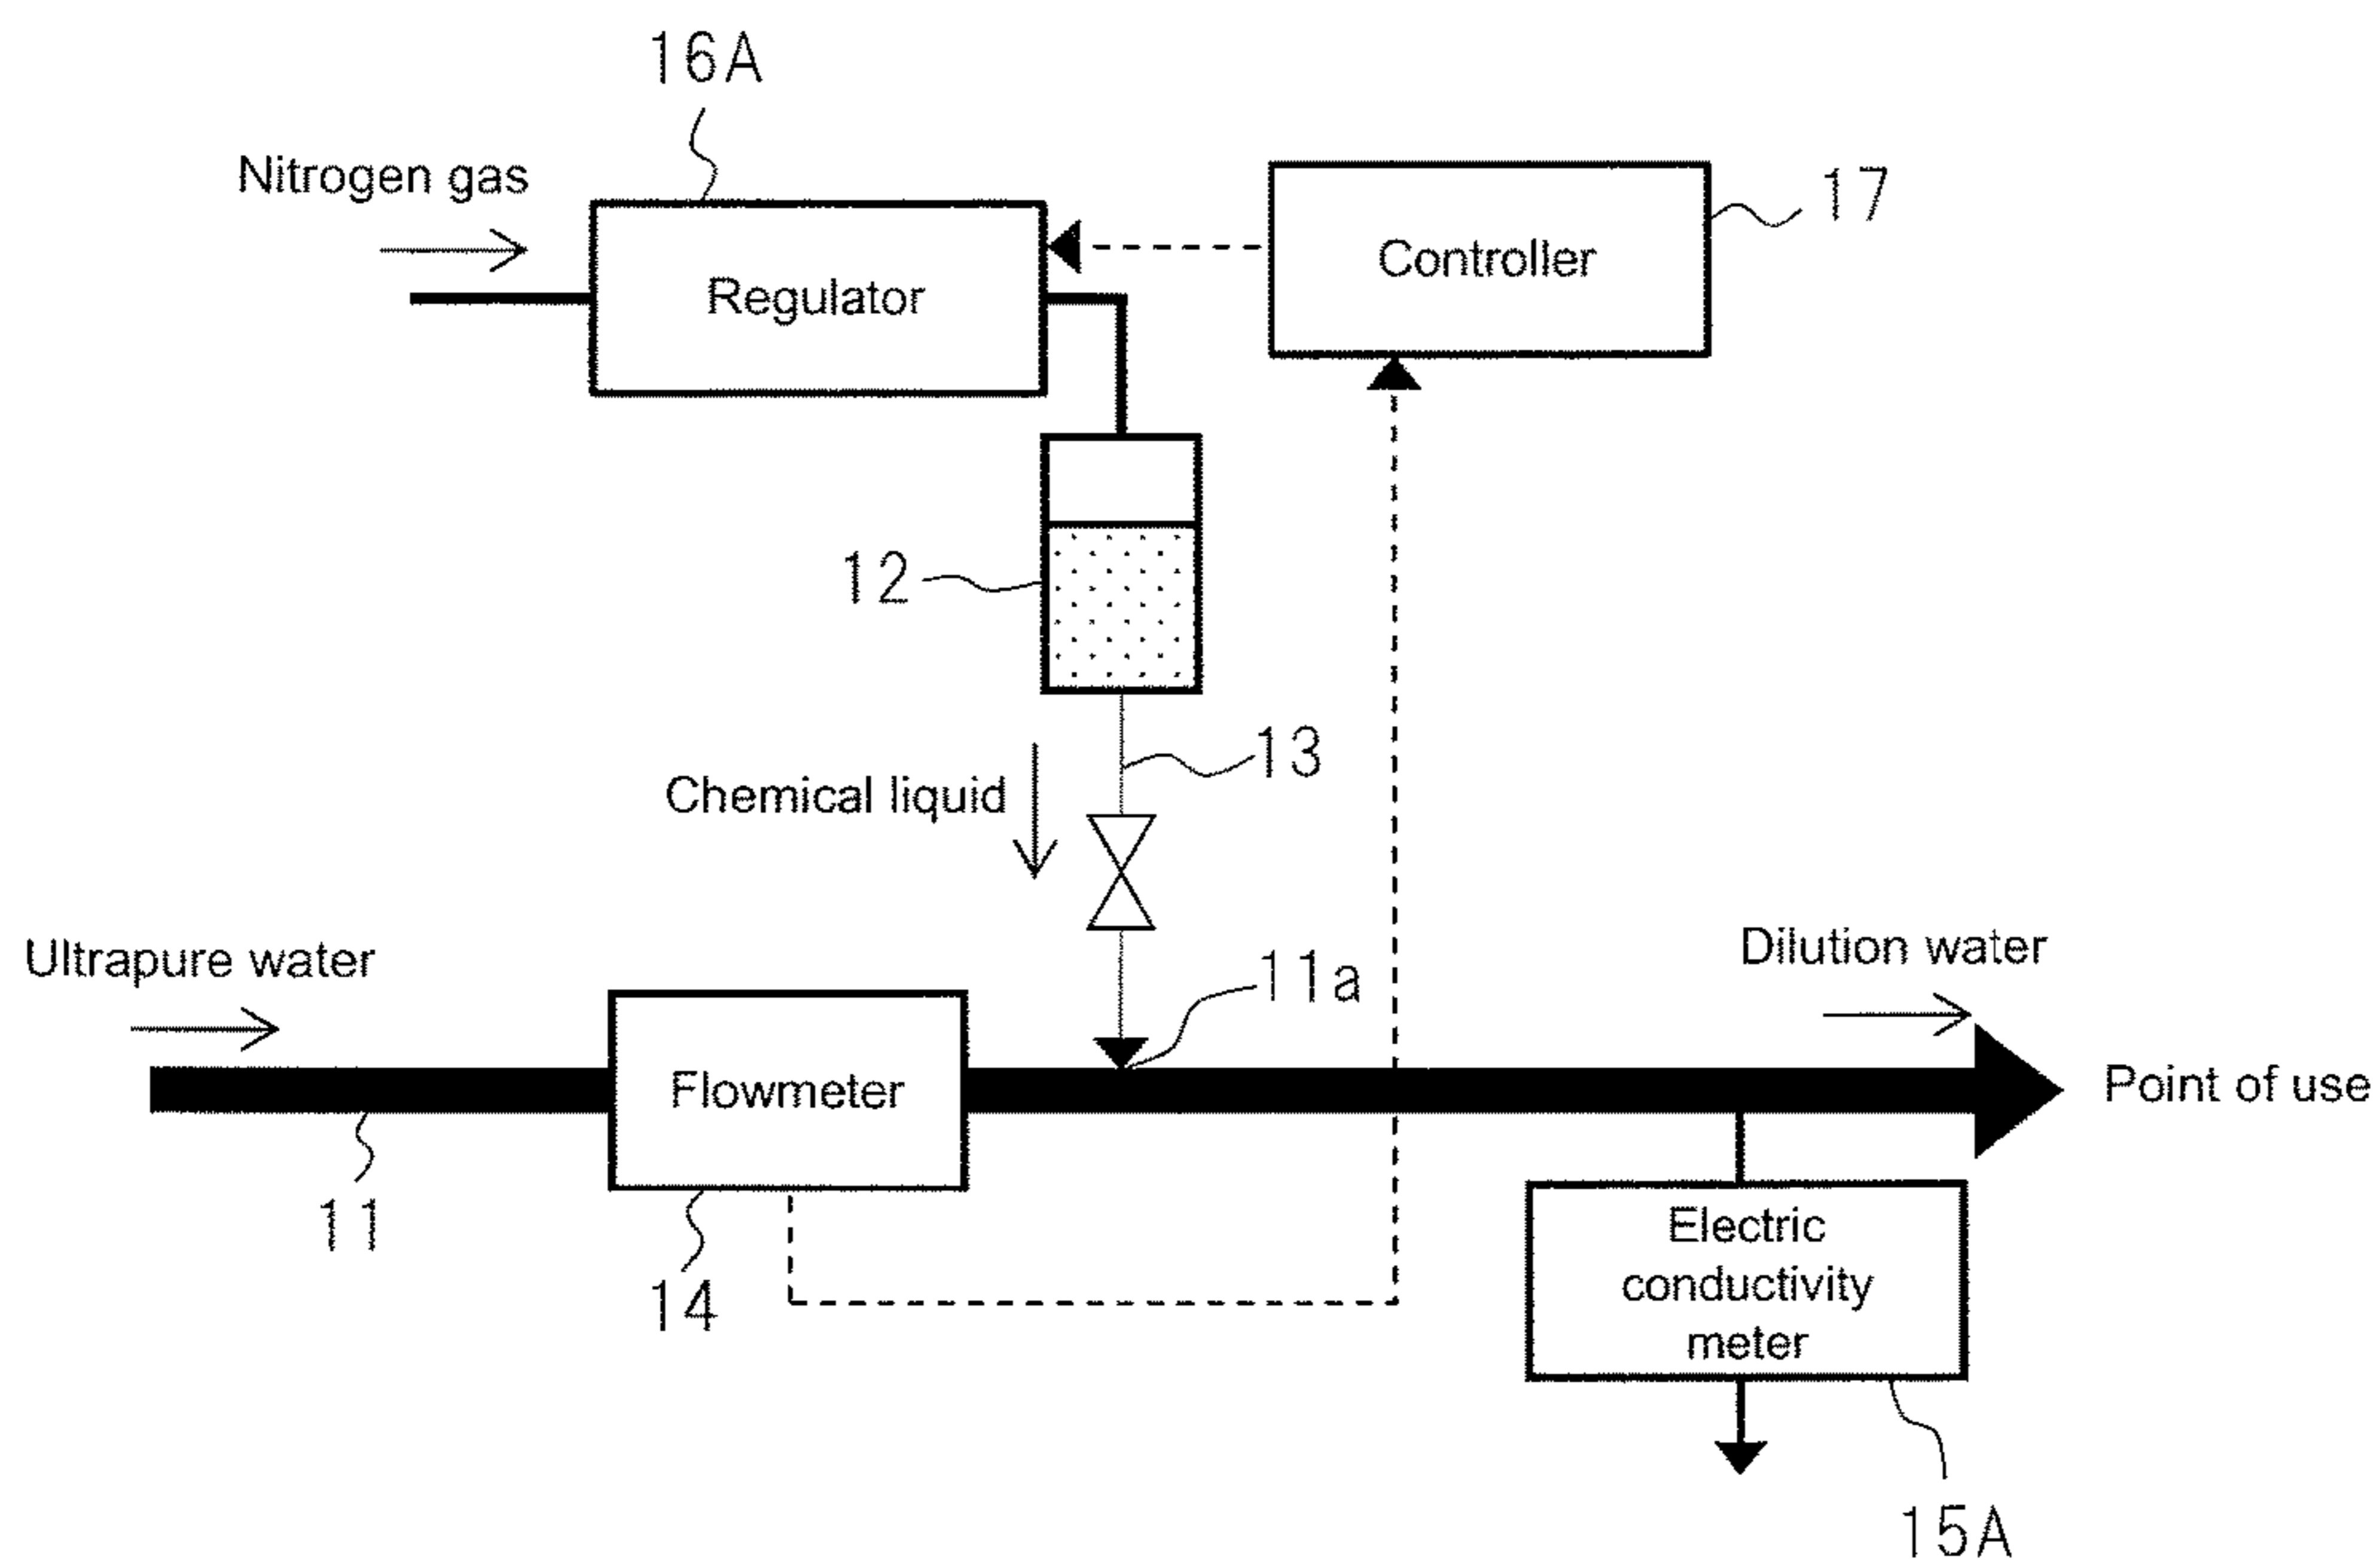 16A
Nitrogen gas
Regulator
Controller
17
12
13
Chemical liquid
11a
Ultrapure water
Dilution water
Flowmeter
Point of use
11
14
Electric
conductivity
meter
15A